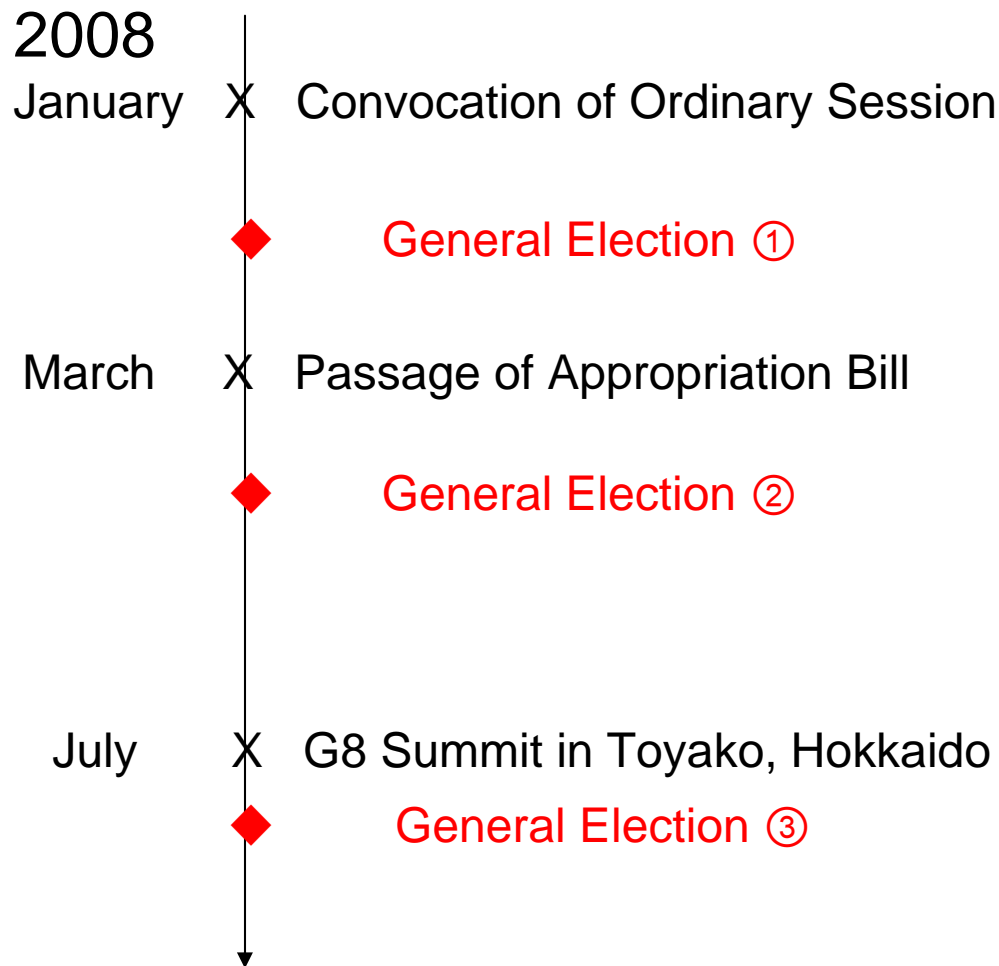 2008
January X Convocation of Ordinary Session
General Election ①
March X Passage of Appropriation Bill
General Election ②
July X G8 Summit in Toyako, Hokkaido
General Election ③